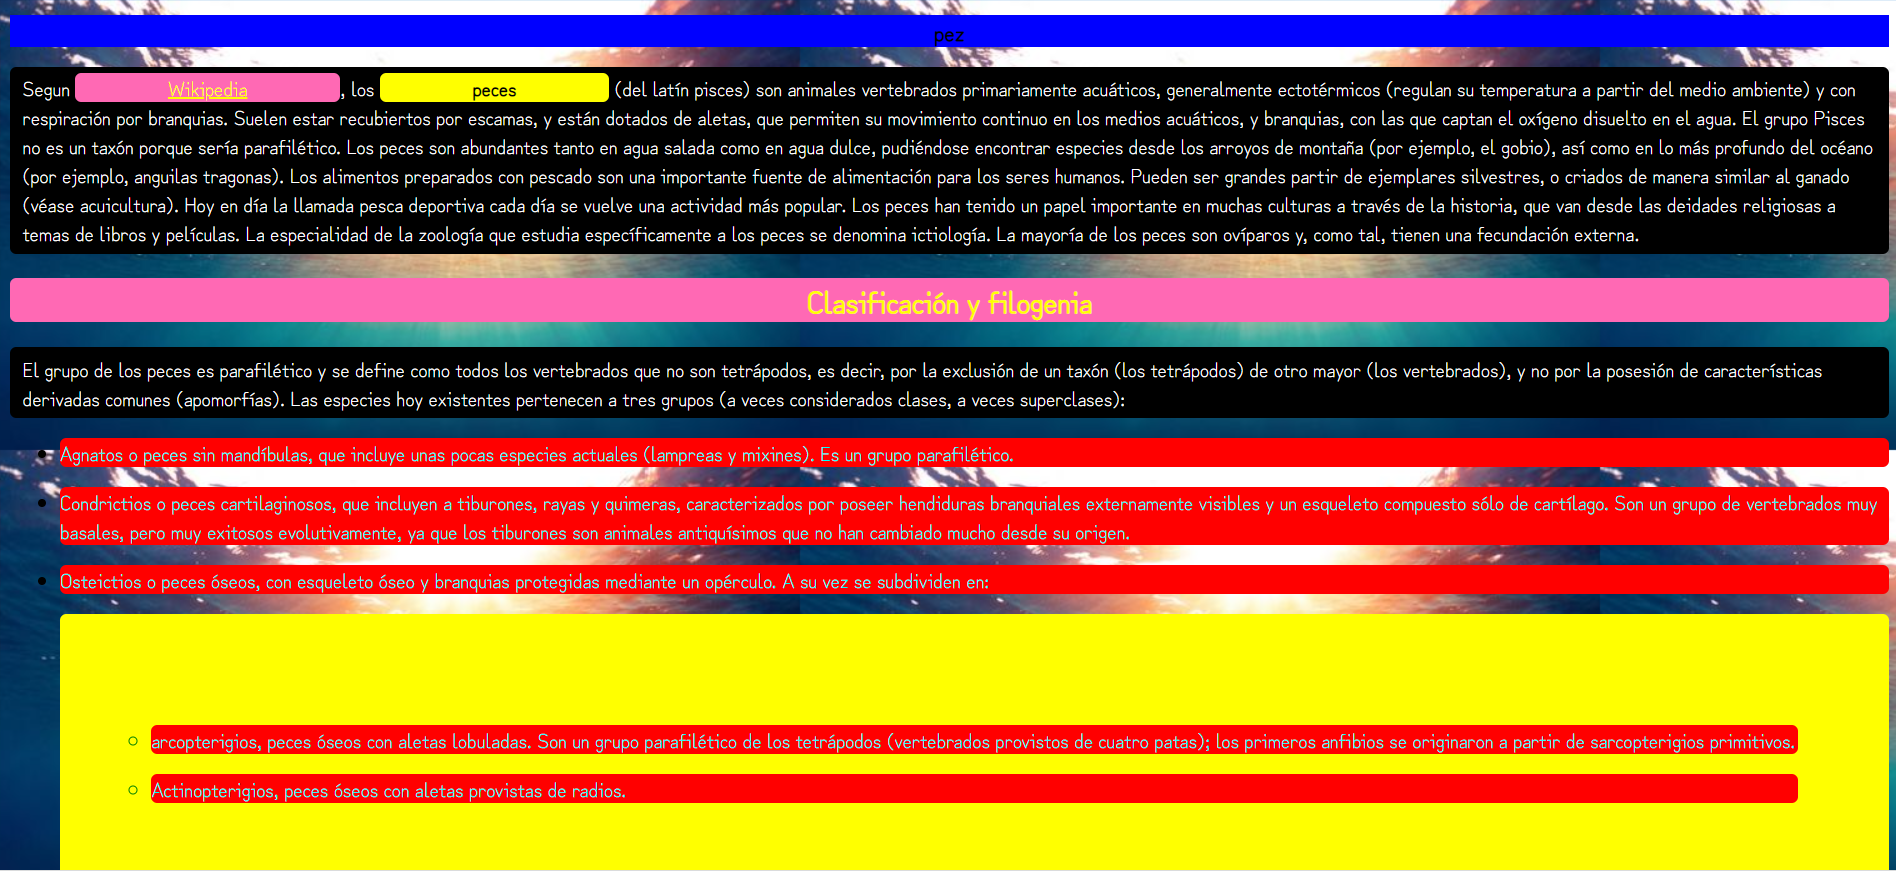 pez
Segun Wikipedia, los peces (del latín pisces) son animales vertebrados primariamente acuáticos, generalmente ectotérmicos (regulan su temperatura a partir del medio ambiente) y con
respiración por branquias. Suelen estar recubiertos por escamas, y están dotados de aletas, que permiten su movimiento continuo en los medios acuáticos, y branquias, con las que captan el oxígeno disuelto en el agua. El grupo Pisces
no es un taxón porque sería parafilético. Los peces son abundantes tanto en agua salada como en agua dulce, pudiéndose encontrar especies desde los arroyos de montaña (por ejemplo, el gobio), así como en lo más profundo del océano
(por ejemplo, anguilas tragonas). Los alimentos preparados con pescado son una importante fuente de alimentación para los seres humanos. Pueden ser grandes partir de ejemplares silvestres, o criados de manera similar al ganado
(véase acuicultura). Hoy en día la llamada pesca deportiva cada día se vuelve una actividad más popular. Los peces han tenido un papel importante en muchas culturas a través de la historia, que van desde las deidades religiosas a
temas de libros y películas. La especialidad de la zoología que estudia específicamente a los peces se denomina ictiología. La mayoría de los peces son ovíparos y, como tal, tienen una fecundación externa.
Clasificación y filogenia
El grupo de los peces es parafilético y se define como todos los vertebrados que no son tetrápodos, es decir, por la exclusión de un taxón (los tetrápodos) de otro mayor (los vertebrados), y no por la posesión de características
derivadas comunes (apomorfías). Las especies hoy existentes pertenecen a tres grupos (a veces considerados clases, a veces superclases):
Agnatos o peces sin mandíbulas, que incluye unas pocas especies actuales (lampreas y mixines). Es un grupo parafilético.
Condrictios o peces cartilaginosos, que incluyen a tiburones, rayas y quimeras, caracterizados por poseer hendiduras branquiales externamente visibles y un esqueleto compuesto sólo de cartílago. Son un grupo de vertebrados muy
basales, pero muy exitosos evolutivamente, ya que los tiburones son animales antiquísimos que no han cambiado mucho desde su origen.
Osteictios o peces óseos, con esqueleto óseo y branquias protegidas mediante un opérculo. A su vez se subdividen en:
arcopterigios, peces óseos con aletas lobuladas. Son un grupo parafilético de los tetrápodos (vertebrados provistos de cuatro patas); los primeros anfibios se originaron a partir de sarcopterigios primitivos.
Actinopterigios, peces óseos con aletas provistas de radios.